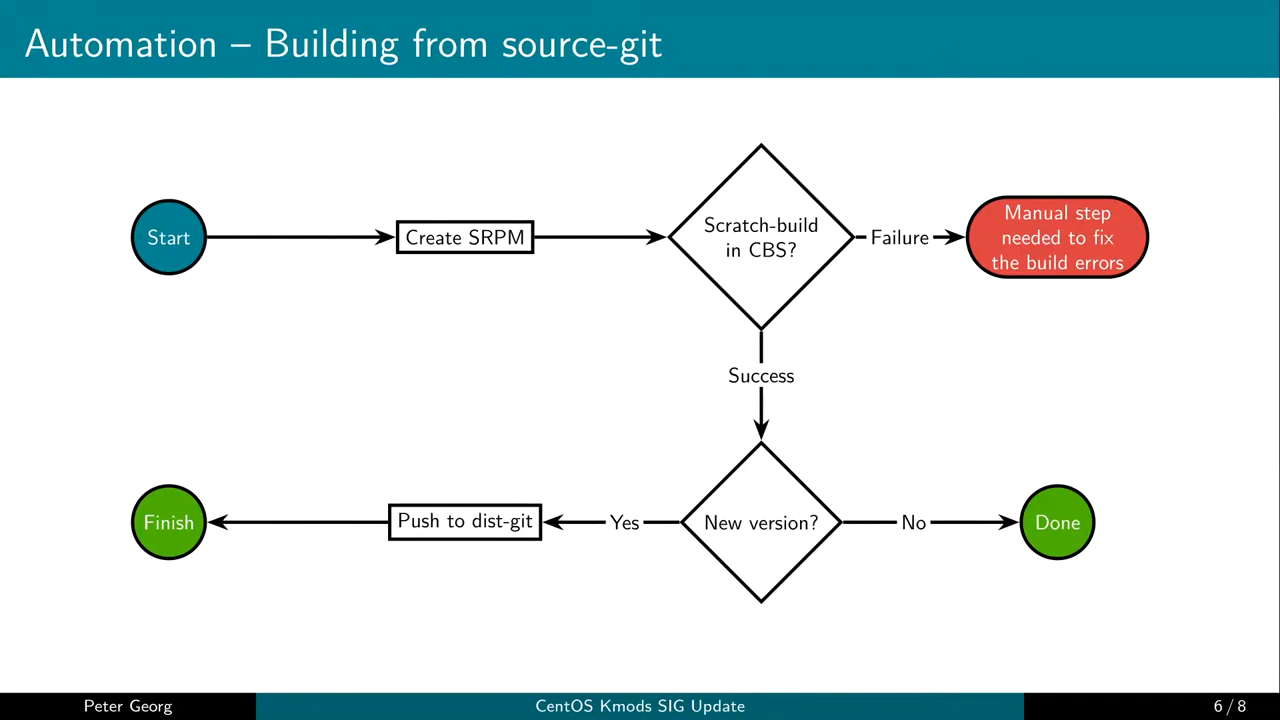 Automation – Building from source-git
Start
Create SRPM
Scratch-build
in CBS?
Failure
Manual step
needed to fix
the build errors
Success
Finish
Push to dist-git
Yes
New version?
No
Done
Peter Georg
CentOS Kmods SIG Update
6 / 8